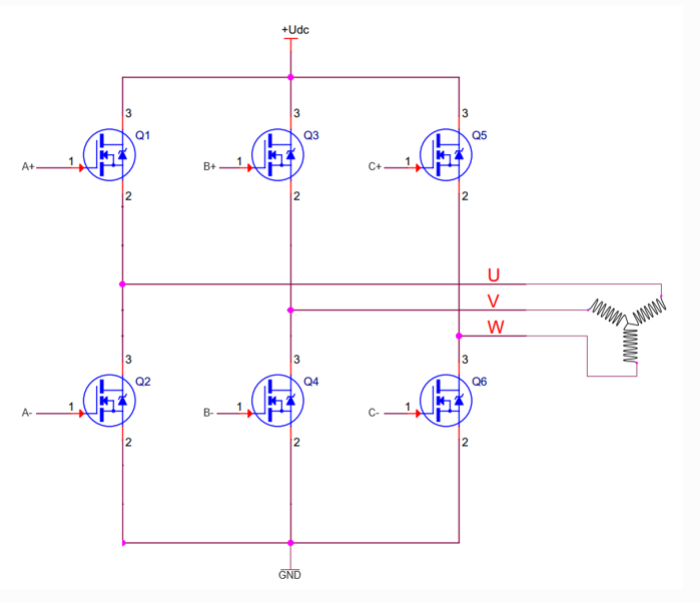 +Udc
3 3 3
Q1 Q3 Q5
A+ 1 B+ 1 C+ 1
2 2 2
U
V
W
3 3 3
Q2 Q4 Q6
A- 1 B- 1 C- 1
2 2 2
GND